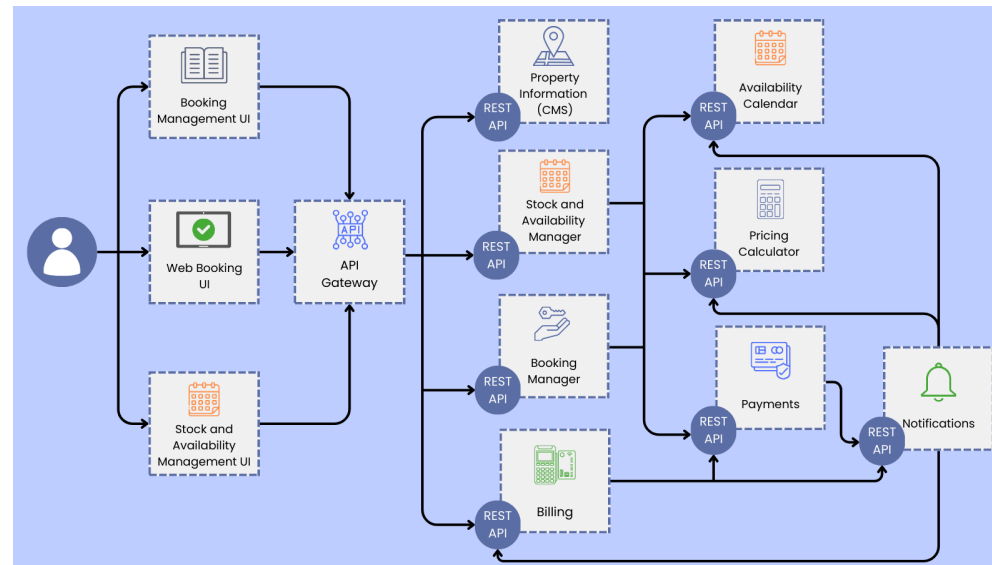 Booking
Management UI
Web Booking
UI
Stock and
Availability
Management UI
API
API
Gateway
Property
Information
(CMS)
REST
API
Stock and
Availability
Manager
REST
API
Booking
Manager
REST
API
Billing
REST
API
Availability
Calendar
REST
API
Pricing
Calculator
REST
API
Payments
REST
API
Notifications
REST
API